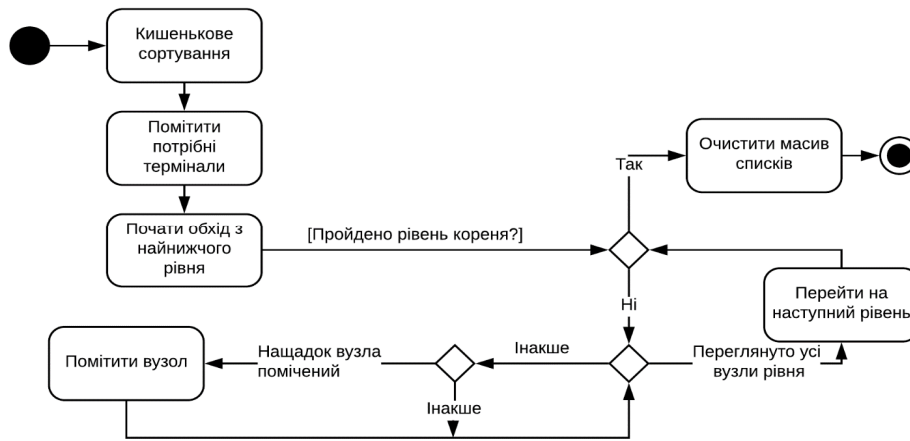 Кишенькове
сортування
Помітити
потрібні
термінали
Почати обхід з
найнижчого
рівня
[Пройдено рівень кореня?]
Так
Очистити масив
списків
Ні
Перейти на
наступний рівень
Переглянуто усі
вузли рівня
Інакше
Нащадок вузла
помічений
Помітити вузол
Інакше